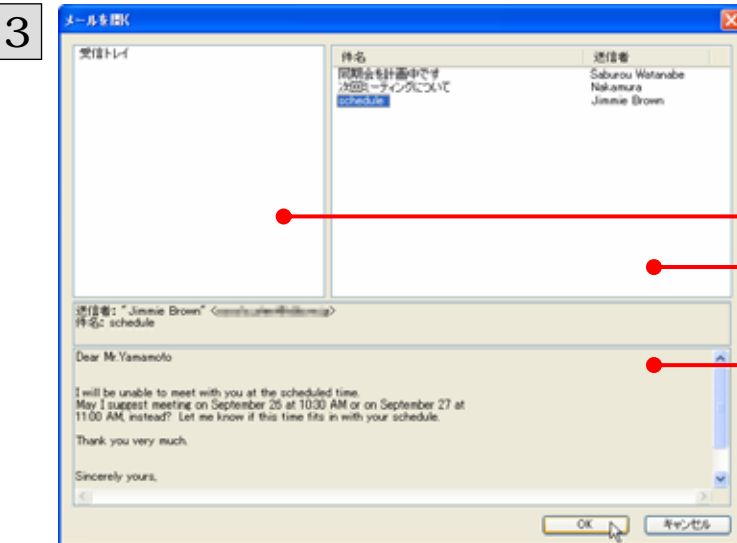 3
メールを開く
受信トレイ
件名 送信者
同期会を計画中です Saburou Watanabe
次回ミーティングについて Nakamura
schedule Jimmie Brown
送信者: "Jimmie Brown" < >
件名: schedule
Dear Mr.Yamamoto
I will be unable to meet with you at the scheduled time.
May I suggest meeting on September 26 at 10:30 AM or on September 27 at
11:00 AM, instead? Let me know if this time fits in with your schedule.
Thank you very much.
Sincerely yours,
OK キャンセル